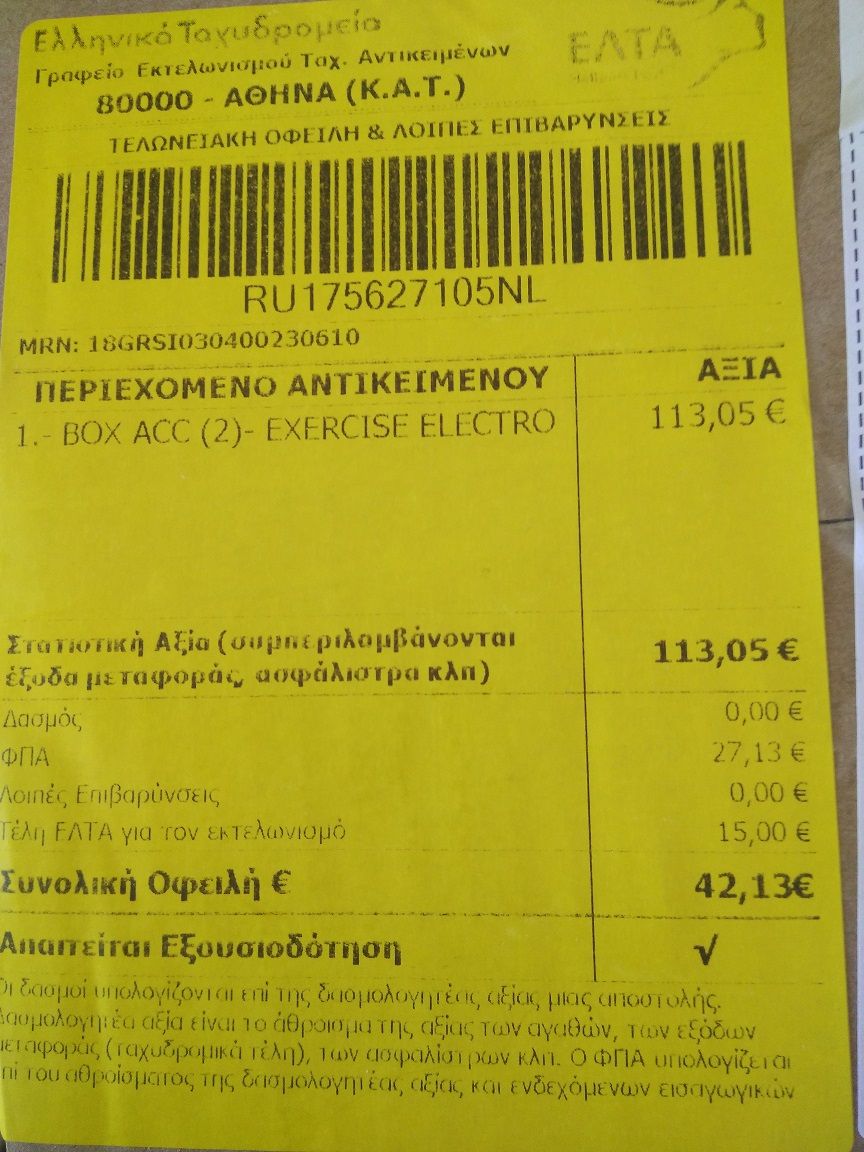 Ελληνικά Ταχυδρομεία
ΕΛΤΑ
Γραφείο Εκτελωνισμού Ταχ. Αντικειμένων
80000 - ΑΘΗΝΑ (Κ.Α.Τ.)
ΤΕΛΩΝΕΙΑΚΗ ΟΦΕΙΛΗ & ΛΟΙΠΕΣ ΕΠΙΒΑΡΥΝΣΕΙΣ
RU175627105NL
MRN: 18GRSI030400230610
ΠΕΡΙΕΧΟΜΕΝΟ ΑΝΤΙΚΕΙΜΕΝΟΥ ΑΞΙΑ
1.- BOX ACC (2)- EXERCISE ELECTRO 113,05 €
Στατιστική Αξία (συμπεριλαμβάνονται
έξοδα μεταφοράς, ασφάλιστρα κλπ) 113,05 €
Δασμός 0,00 €
ΦΠΑ 27,13 €
Λοιπές Επιβαρύνσεις 0,00 €
Τέλη ΕΛΤΑ για τον εκτελωνισμό 15,00 €
Συνολική Οφειλή € 42,13€
Απαιτείται Εξουσιοδότηση √
Οι δασμοί υπολογίζονται επί της δασμολογητέας αξίας μιας αποστολής.
Δασμολογητέα αξία είναι το άθροισμα της αξίας των αγαθών, των εξόδων
μεταφοράς (ταχυδρομικά τέλη), των ασφαλίστρων κλπ. Ο ΦΠΑ υπολογίζεται
επί του αθροίσματος της δασμολογητέας αξίας και ενδεχόμενων εισαγωγικών